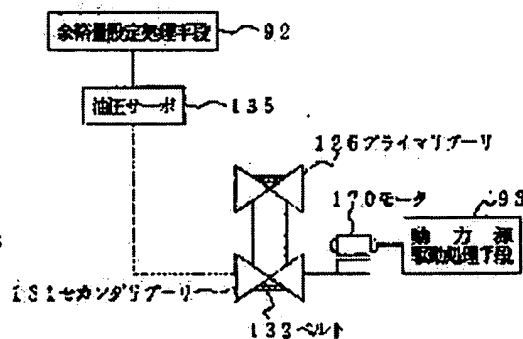 余裕量設定処理手段 92
油圧サーボ 135
126プライマリプーリ
170モータ 93
動力源
駆動処理手段
131セカンダリプーリ
133ベルト